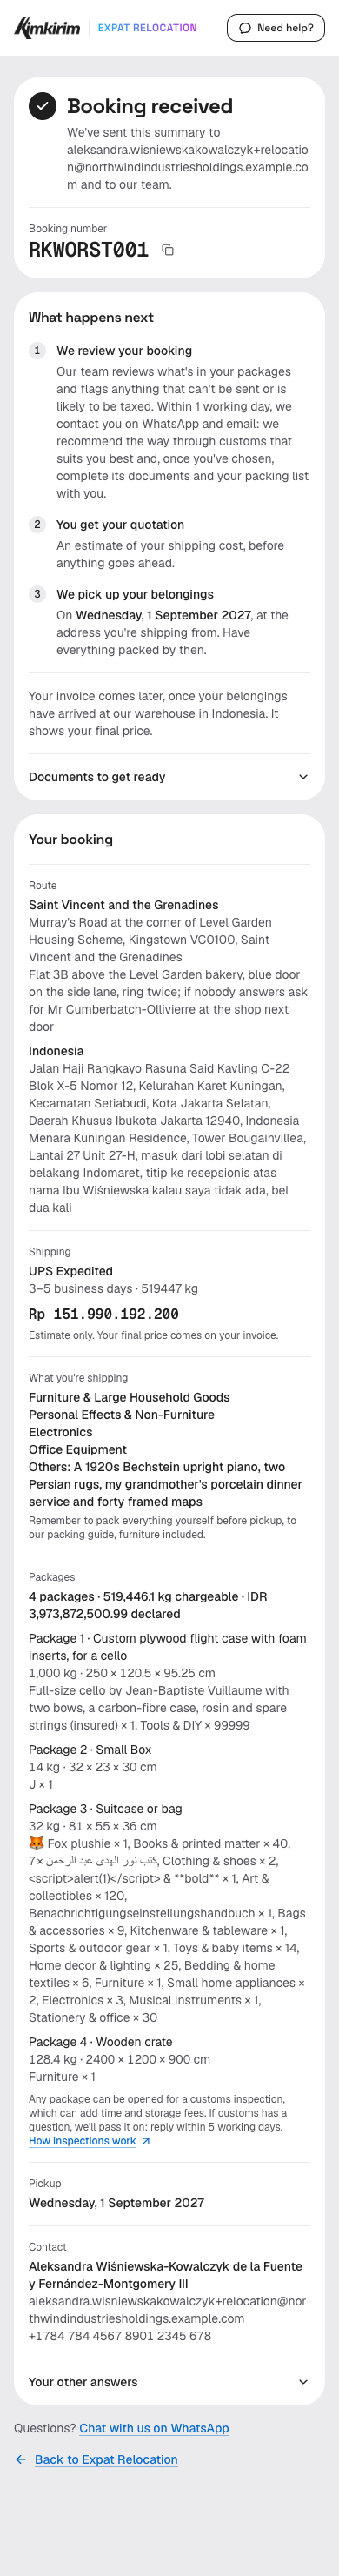 Kimkirim
EXPAT RELOCATION
Need help?
Booking received
We've sent this summary to
aleksandra.wisniewskakowalczyk+relocatio
n@northwindindustriesholdings.example.co
m and to our team.
Booking number
RKWORST001
What happens next
1 We review your booking
Our team reviews what's in your packages
and flags anything that can't be sent or is
likely to be taxed. Within 1 working day, we
contact you on WhatsApp and email: we
recommend the way through customs that
suits you best and, once you've chosen,
complete its documents and your packing list
with you.
2 You get your quotation
An estimate of your shipping cost, before
anything goes ahead.
3 We pick up your belongings
On Wednesday, 1 September 2027, at the
address you're shipping from. Have
everything packed by then.
Your invoice comes later, once your belongings
have arrived at our warehouse in Indonesia. It
shows your final price.
Documents to get ready
Your booking
Route
Saint Vincent and the Grenadines
Murray's Road at the corner of Level Garden
Housing Scheme, Kingstown VC0100, Saint
Vincent and the Grenadines
Flat 3B above the Level Garden bakery, blue door
on the side lane, ring twice; if nobody answers ask
for Mr Cumberbatch-Ollivierre at the shop next
door
Indonesia
Jalan Haji Rangkayo Rasuna Said Kavling C-22
Blok X-5 Nomor 12, Kelurahan Karet Kuningan,
Kecamatan Setiabudi, Kota Jakarta Selatan,
Daerah Khusus Ibukota Jakarta 12940, Indonesia
Menara Kuningan Residence, Tower Bougainvillea,
Lantai 27 Unit 27-H, masuk dari lobi selatan di
belakang Indomaret, titip ke resepsionis atas
nama Ibu Wiśniewska kalau saya tidak ada, bel
dua kali
Shipping
UPS Expedited
3–5 business days · 519447 kg
Rp 151.990.192.200
Estimate only. Your final price comes on your invoice.
What you're shipping
Furniture & Large Household Goods
Personal Effects & Non-Furniture
Electronics
Office Equipment
Others: A 1920s Bechstein upright piano, two
Persian rugs, my grandmother's porcelain dinner
service and forty framed maps
Remember to pack everything yourself before pickup, to
our packing guide, furniture included.
Packages
4 packages · 519,446.1 kg chargeable · IDR
3,973,872,500.99 declared
Package 1 · Custom plywood flight case with foam
inserts, for a cello
1,000 kg · 250 × 120.5 × 95.25 cm
Full-size cello by Jean-Baptiste Vuillaume with
two bows, a carbon-fibre case, rosin and spare
strings (insured) × 1, Tools & DIY × 99999
Package 2 · Small Box
14 kg · 32 × 23 × 30 cm
J × 1
Package 3 · Suitcase or bag
32 kg · 81 × 55 × 36 cm
🦊 Fox plushie × 1, Books & printed matter × 40,
كتب نور الهدى عبد الرحمن × 7, Clothing & shoes × 2,
<script>alert(1)</script> & **bold** × 1, Art &
collectibles × 120,
Benachrichtigungseinstellungshandbuch × 1, Bags
& accessories × 9, Kitchenware & tableware × 1,
Sports & outdoor gear × 1, Toys & baby items × 14,
Home decor & lighting × 25, Bedding & home
textiles × 6, Furniture × 1, Small home appliances ×
2, Electronics × 3, Musical instruments × 1,
Stationery & office × 30
Package 4 · Wooden crate
128.4 kg · 2400 × 1200 × 900 cm
Furniture × 1
Any package can be opened for a customs inspection,
which can add time and storage fees. If customs has a
question, we'll pass it on: reply within 5 working days.
How inspections work
Pickup
Wednesday, 1 September 2027
Contact
Aleksandra Wiśniewska-Kowalczyk de la Fuente
y Fernández-Montgomery III
aleksandra.wisniewskakowalczyk+relocation@nor
thwindindustriesholdings.example.com
+1784 784 4567 8901 2345 678
Your other answers
Questions? Chat with us on WhatsApp
Back to Expat Relocation